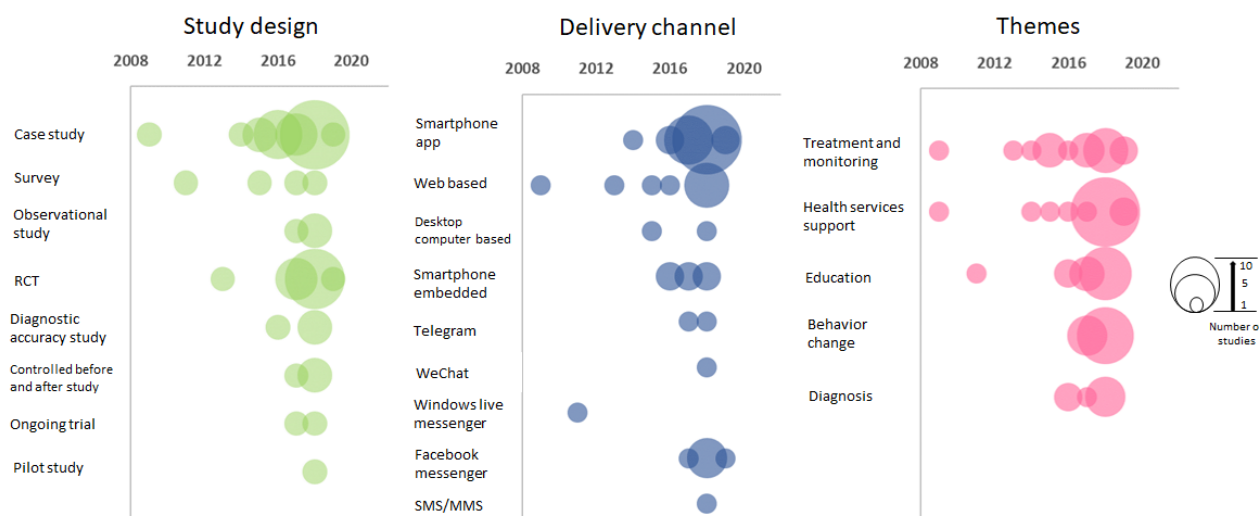 Study design
2008 2012 2016 2020
Case study
Survey
Observational
study
RCT
Diagnostic
accuracy study
Controlled before
and after study
Ongoing trial
Pilot study
Delivery channel
2008 2012 2016 2020
Smartphone
app
Web based
Desktop
computer based
Smartphone
embedded
Telegram
WeChat
Windows live
messenger
Facebook
messenger
SMS/MMS
Themes
2008 2012 2016 2020
Treatment and
monitoring
Health services
support
Education
Behavior
change
Diagnosis
10
5
1
Number o
studies